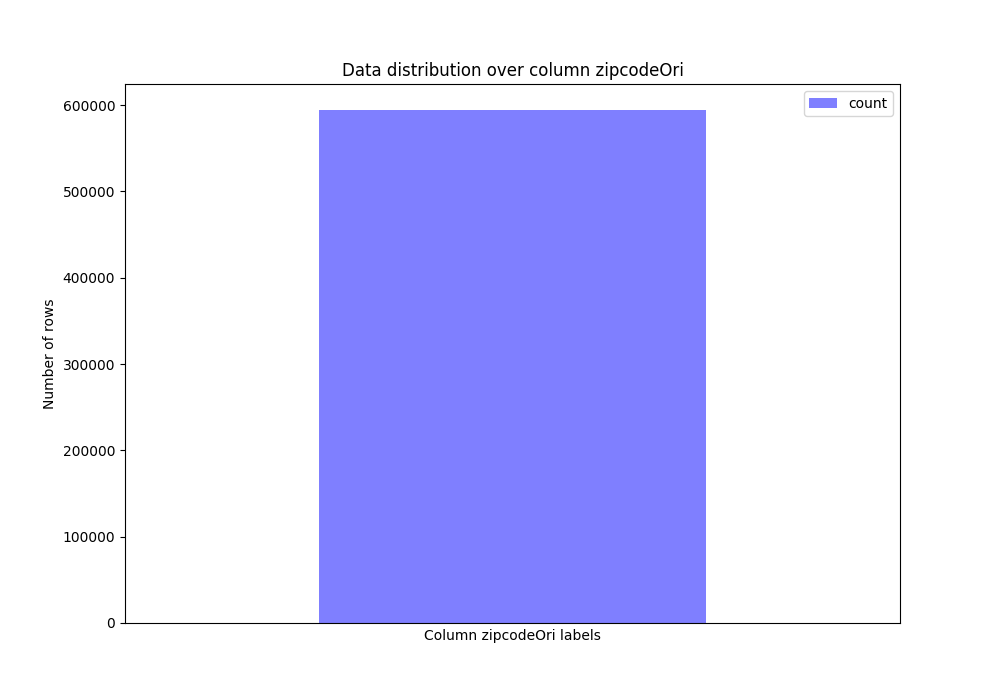 Data distribution over column zipcodeOri
count
600000
500000
400000
300000
200000
100000
0
Number of rows
Column zipcodeOri labels